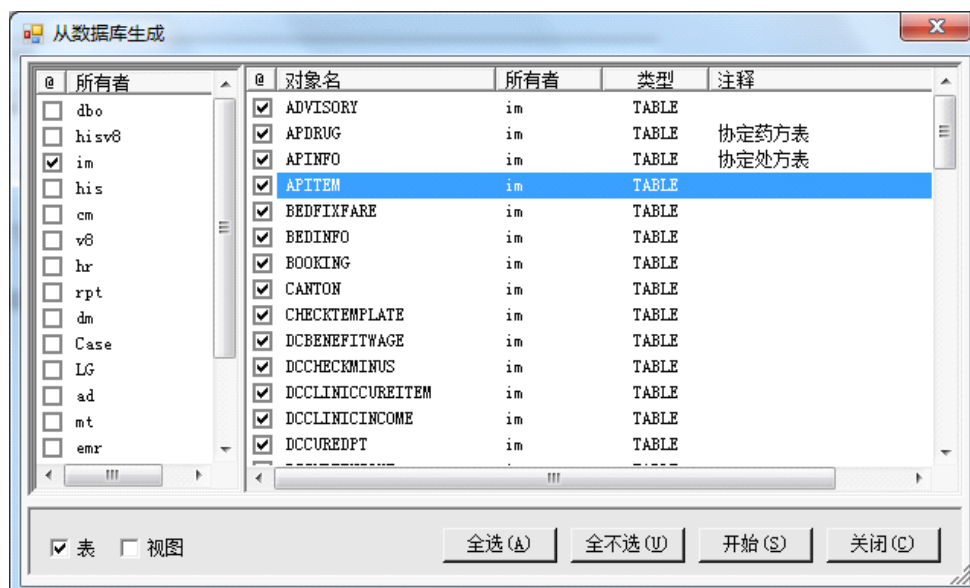 从数据库生成
@ 所有者
dbo
hisv8
im
his
cm
v8
hr
rpt
dm
Case
LG
ad
mt
emr
@ 对象名 所有者 类型 注释
ADVISORY im TABLE
APDRUG im TABLE 协定药方表
APINFO im TABLE 协定处方表
APITEM im TABLE
BEDFIXFARE im TABLE
BEDINFO im TABLE
BOOKING im TABLE
CANTON im TABLE
CHECKTEMPLATE im TABLE
DCBENEFITWAGE im TABLE
DCCHECKMINUS im TABLE
DCCLINICCUREITEM im TABLE
DCCLINICINCOME im TABLE
DCCUREDPT im TABLE
表 视图 全选(A) 全不选(U) 开始(S) 关闭(C)